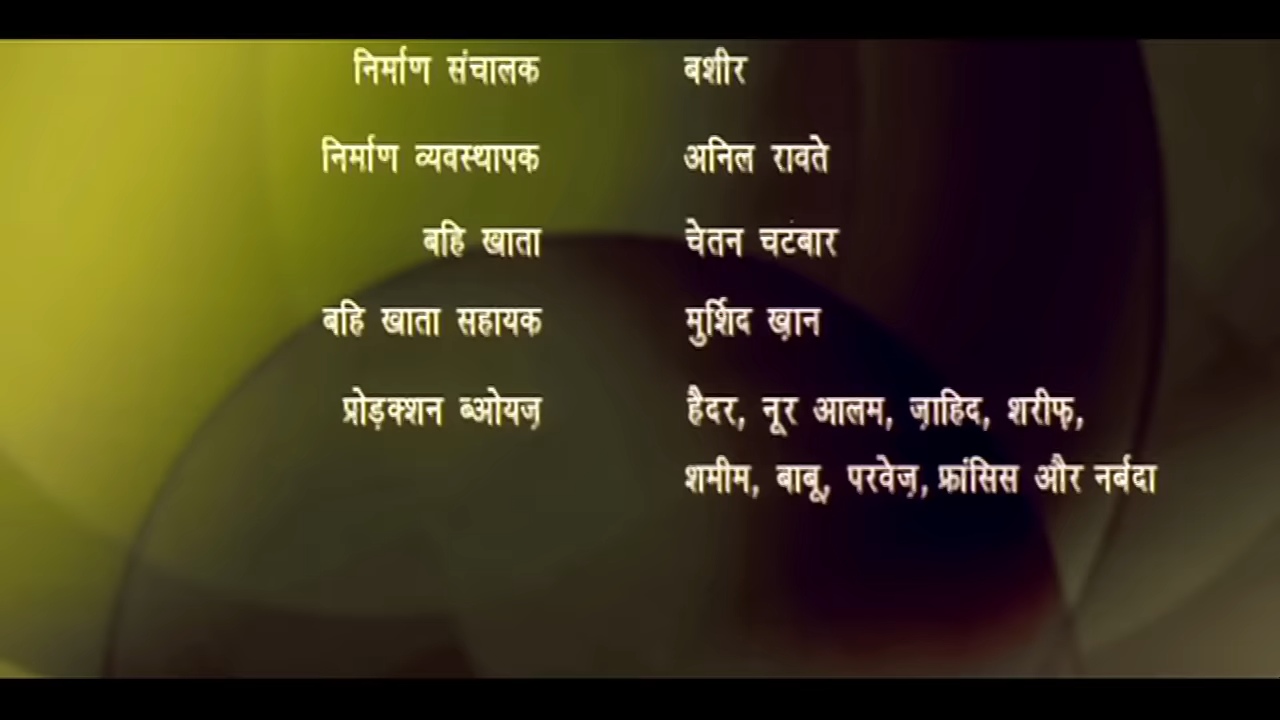 निर्माण संचालक बशीर
निर्माण व्यवस्थापक अनिल रावते
बहि खाता चेतन चटबार
बहि खाता सहायक मुर्शिद ख़ान
प्रोड़क्शन ब्ओयज़ हैदर, नूर आलम, ज़ाहिद, शरीफ़,
शमीम, बाबू, परवेज़, फ्रांसिस और नर्बदा